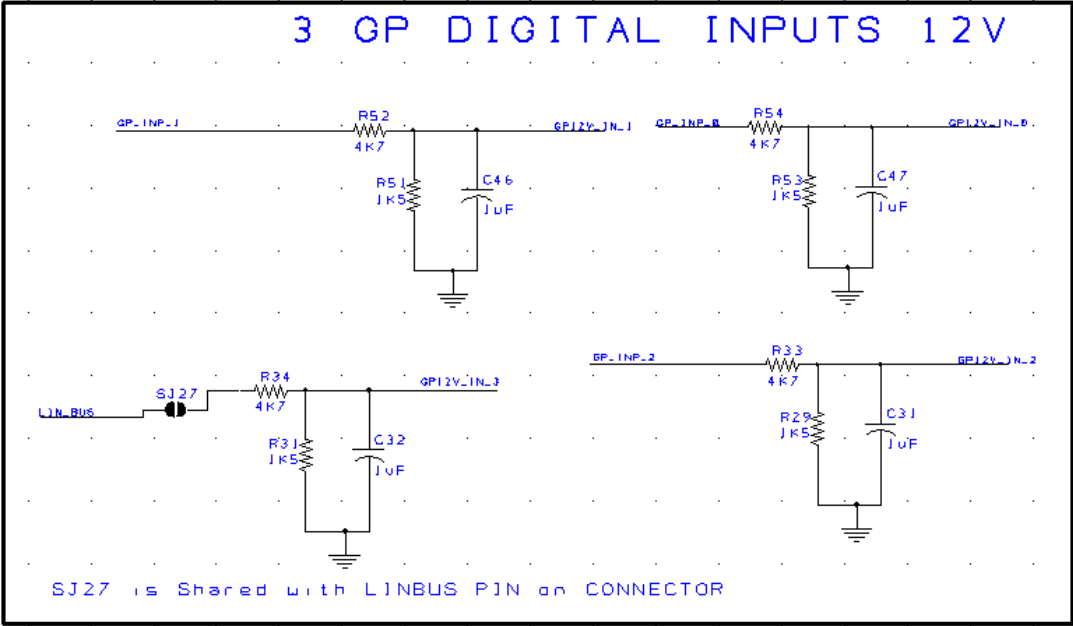 3 GP DIGITAL INPUTS 12V
GP_INP_1
R52
4K7
GP12V_IN_1
R51
1K5
C46
1uF
GP_INP_0
R54
4K7
GP12V_IN_0
R53
1K5
C47
1uF
LIN_BUS
SJ27
R34
4K7
GP12V_IN_3
R31
1K5
C32
1uF
GP_INP_2
R33
4K7
GP12V_IN_2
R29
1K5
C31
1uF
SJ27 is Shared with LINBUS PIN on CONNECTOR